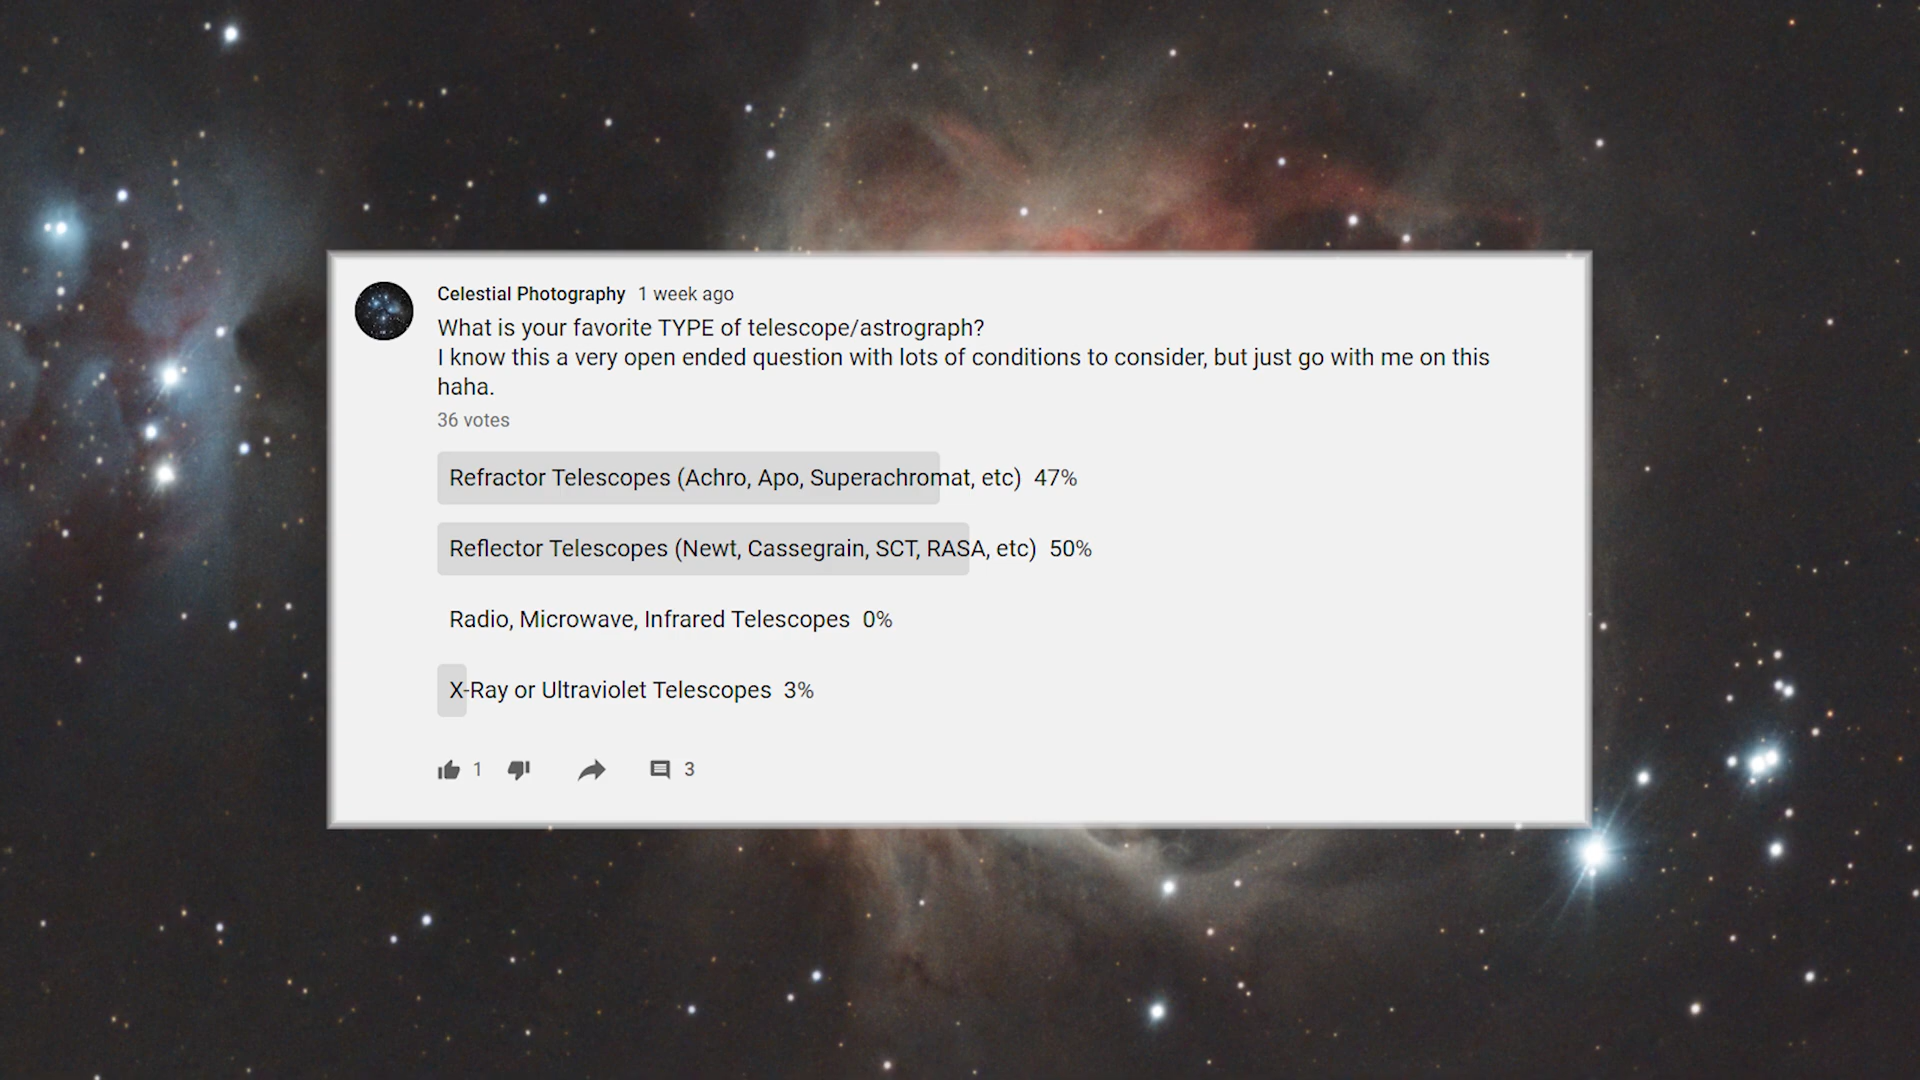 Celestial Photography 1 week ago
What is your favorite TYPE of telescope/astrograph?
I know this a very open ended question with lots of conditions to consider, but just go with me on this
haha.
36 votes
Refractor Telescopes (Achro, Apo, Superachromat, etc) 47%
Reflector Telescopes (Newt, Cassegrain, SCT, RASA, etc) 50%
Radio, Microwave, Infrared Telescopes 0%
X-Ray or Ultraviolet Telescopes 3%
1 3